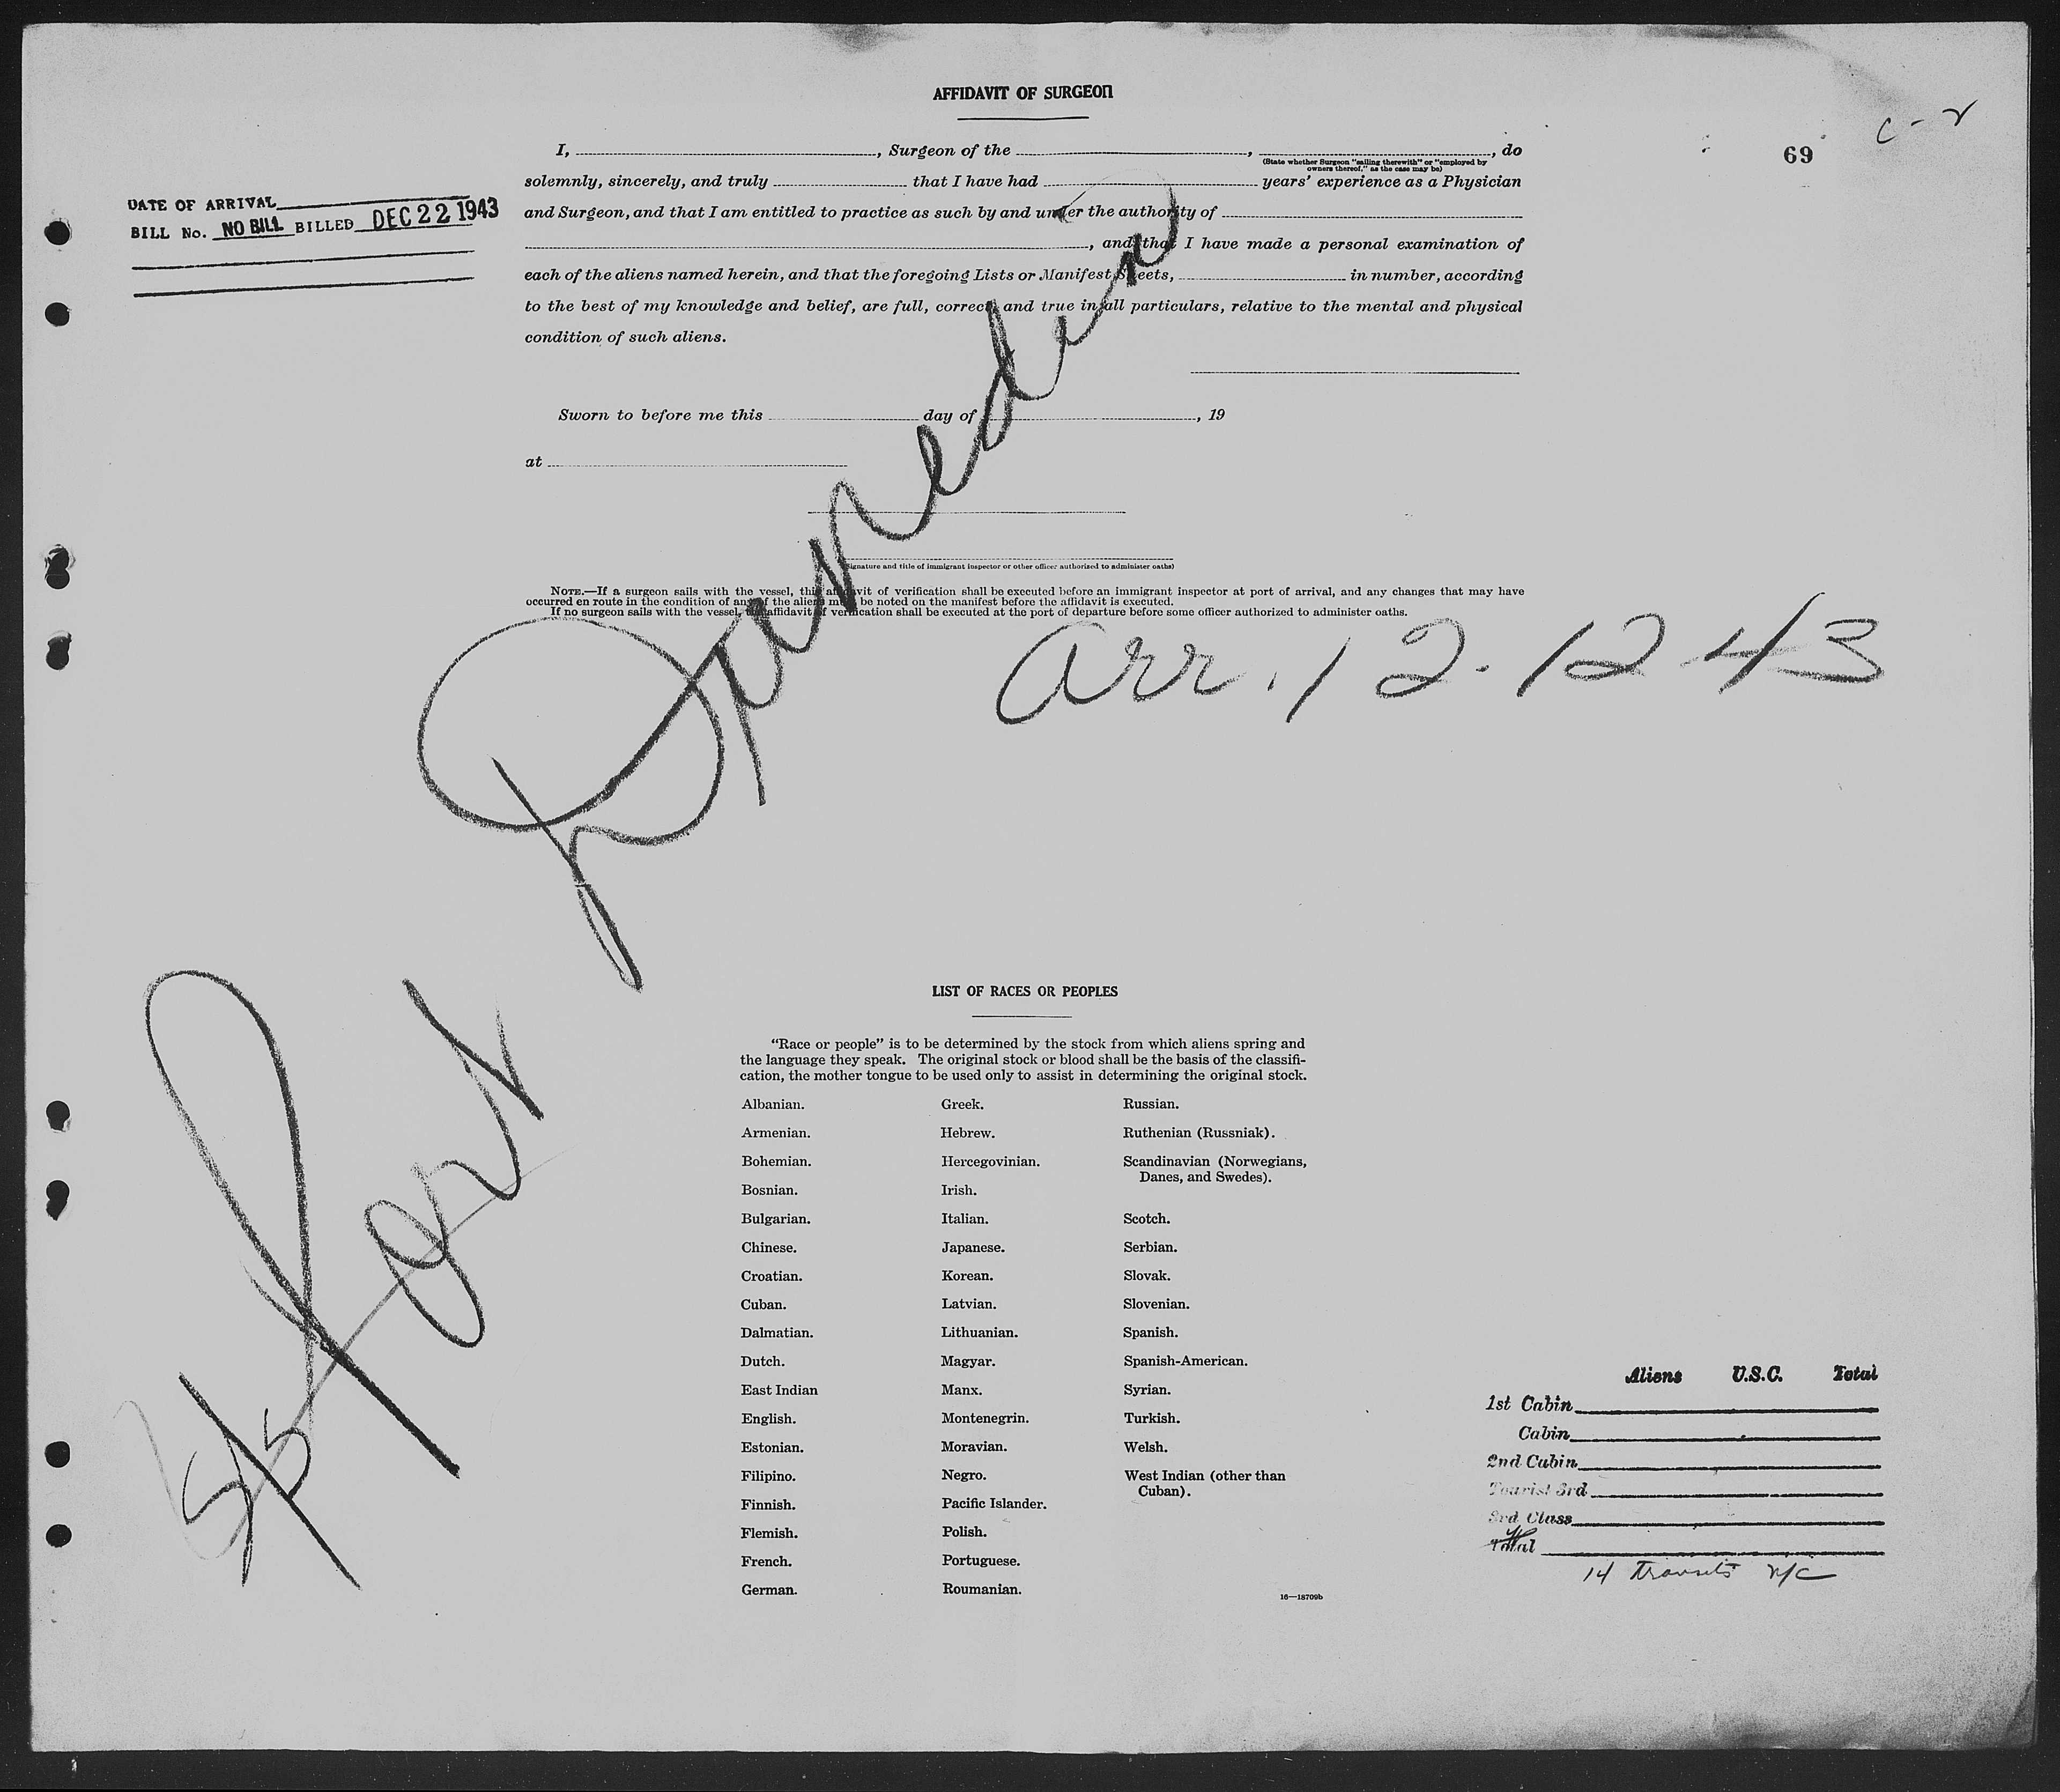 AFFIDAVIT OF SURGEON
C-2
69
I, , Surgeon of the , , do
(State whether Surgeon "sailing therewith" or "employed by
owners thereof," as the case may be)
solemnly, sincerely, and truly that I have had years' experience as a Physician
and Surgeon, and that I am entitled to practice as such by and under the authority of
, and that I have made a personal examination of
each of the aliens named herein, and that the foregoing Lists or Manifest Sheets, in number, according
to the best of my knowledge and belief, are full, correct, and true in all particulars, relative to the mental and physical
condition of such aliens.
DATE OF ARRIVAL
BILL No. NO BILL BILLED DEC 22 1943
Sworn to before me this day of , 19
at
(Signature and title of immigrant inspector or other officer authorized to administer oaths)
NOTE.—If a surgeon sails with the vessel, this affidavit of verification shall be executed before an immigrant inspector at port of arrival, and any changes that may have
occurred en route in the condition of any of the aliens must be noted on the manifest before the affidavit is executed.
If no surgeon sails with the vessel, the affidavit of verification shall be executed at the port of departure before some officer authorized to administer oaths.
arr. 12-12 43
S/S Fort
LIST OF RACES OR PEOPLES
"Race or people" is to be determined by the stock from which aliens spring and
the language they speak. The original stock or blood shall be the basis of the classifi-
cation, the mother tongue to be used only to assist in determining the original stock.
Albanian. Greek. Russian.
Armenian. Hebrew. Ruthenian (Russniak).
Bohemian. Hercegovinian. Scandinavian (Norwegians,
Danes, and Swedes).
Bosnian. Irish.
Bulgarian. Italian. Scotch.
Chinese. Japanese. Serbian.
Croatian. Korean. Slovak.
Cuban. Latvian. Slovenian.
Dalmatian. Lithuanian. Spanish.
Dutch. Magyar. Spanish-American.
East Indian Manx. Syrian.
English. Montenegrin. Turkish.
Estonian. Moravian. Welsh.
Filipino. Negro. West Indian (other than
Cuban).
Finnish. Pacific Islander.
Flemish. Polish.
French. Portuguese.
German. Roumanian.
16—18709b
Aliens U.S.C. Total
1st Cabin
Cabin
2nd Cabin
Tourist 3rd
3rd Class
Total
14 transits n/c